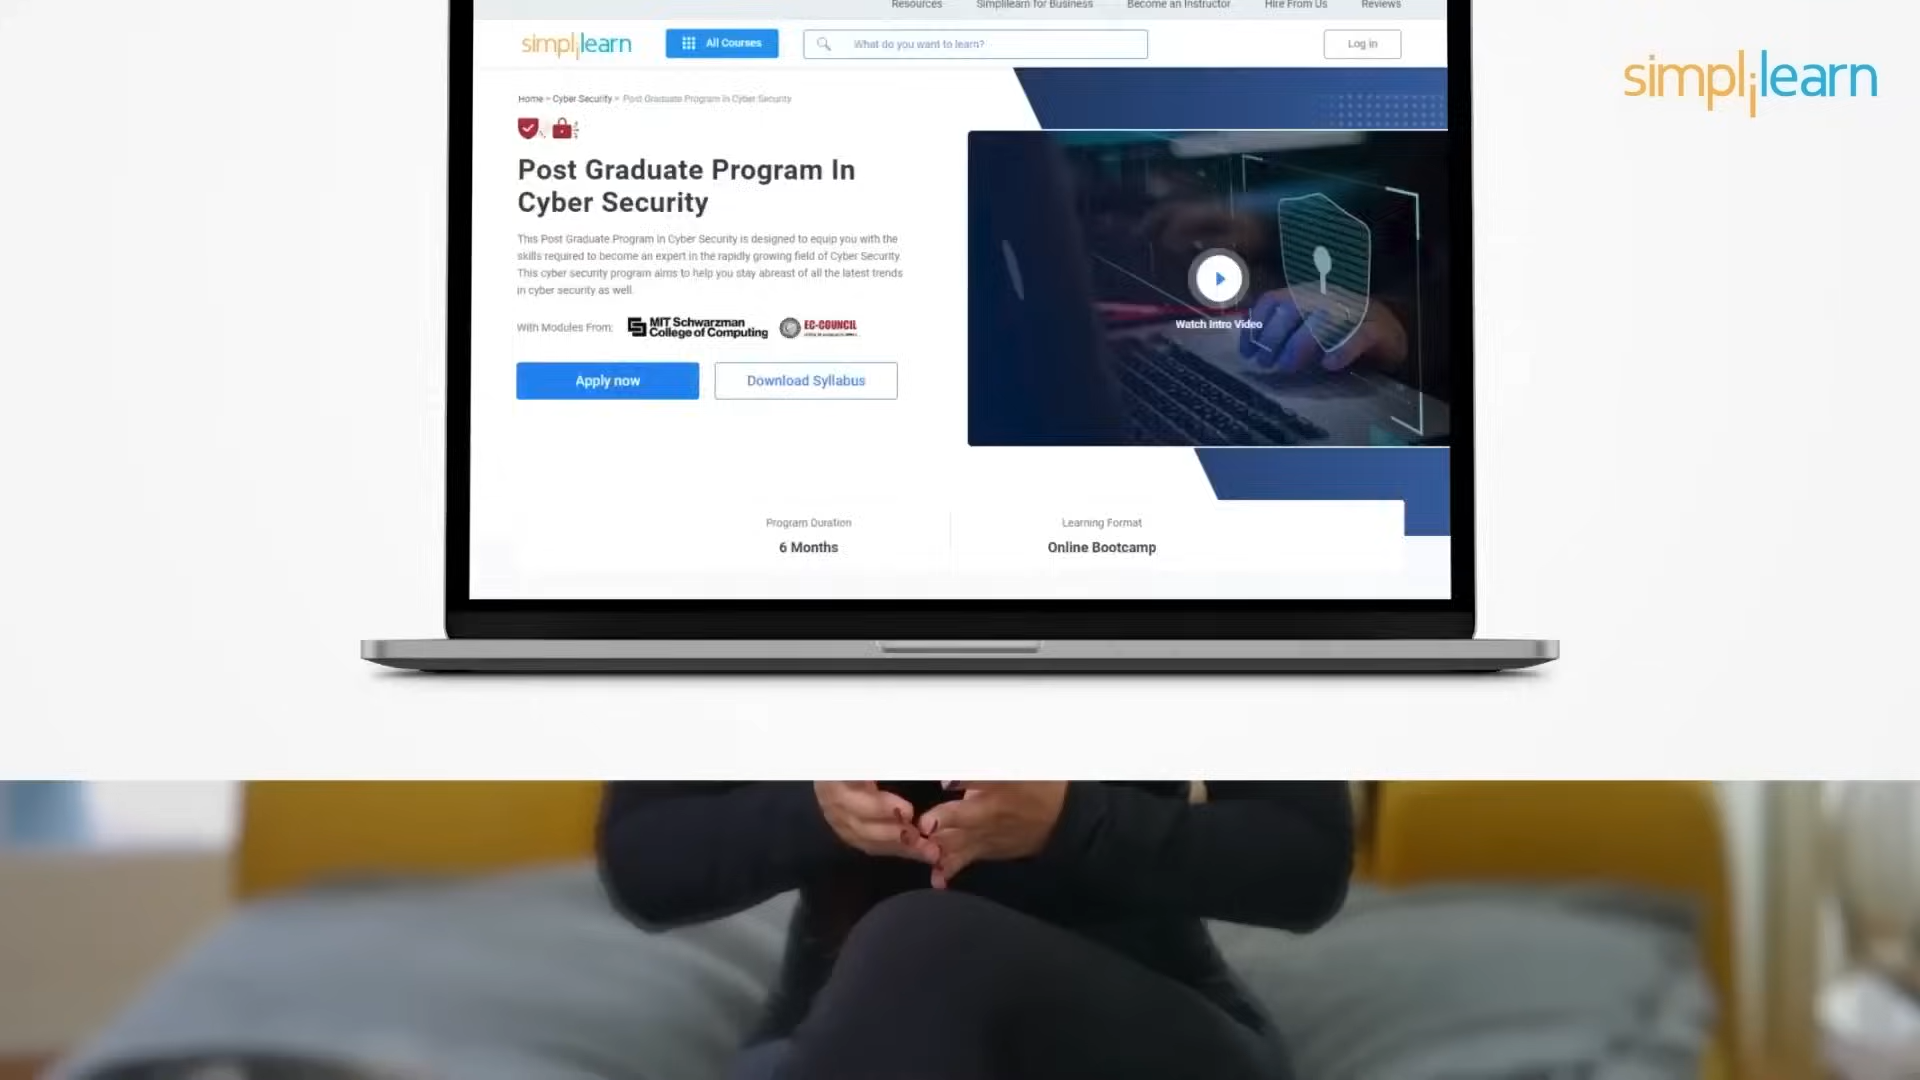 Resources Simplilearn for Business Become an Instructor Hire From Us Reviews
simplilearn All Courses What do you want to learn? Log in
simplilearn
Home » Cyber Security » Post Graduate Program in Cyber Security
Post Graduate Program In
Cyber Security
This Post Graduate Program in Cyber Security is designed to equip you with the
skills required to become an expert in the rapidly growing field of Cyber Security.
This cyber security program aims to help you stay abreast of all the latest trends
in cyber security as well.
With Modules From: MIT Schwarzman
College of Computing
EC-COUNCIL
Apply now Download Syllabus
Watch Intro Video
Program Duration Learning Format
6 Months Online Bootcamp